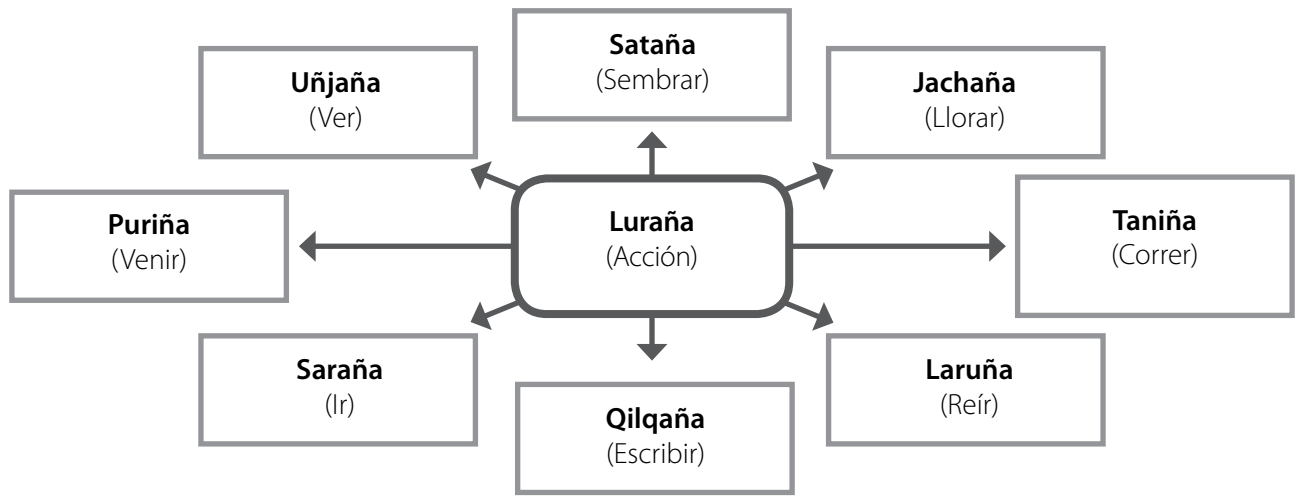 Sataña
(Sembrar)
Uñjaña
(Ver)
Jachaña
(Llorar)
Puriña
(Venir)
Luraña
(Acción)
Taniña
(Correr)
Saraña
(Ir)
Qilqaña
(Escribir)
Laruña
(Reír)